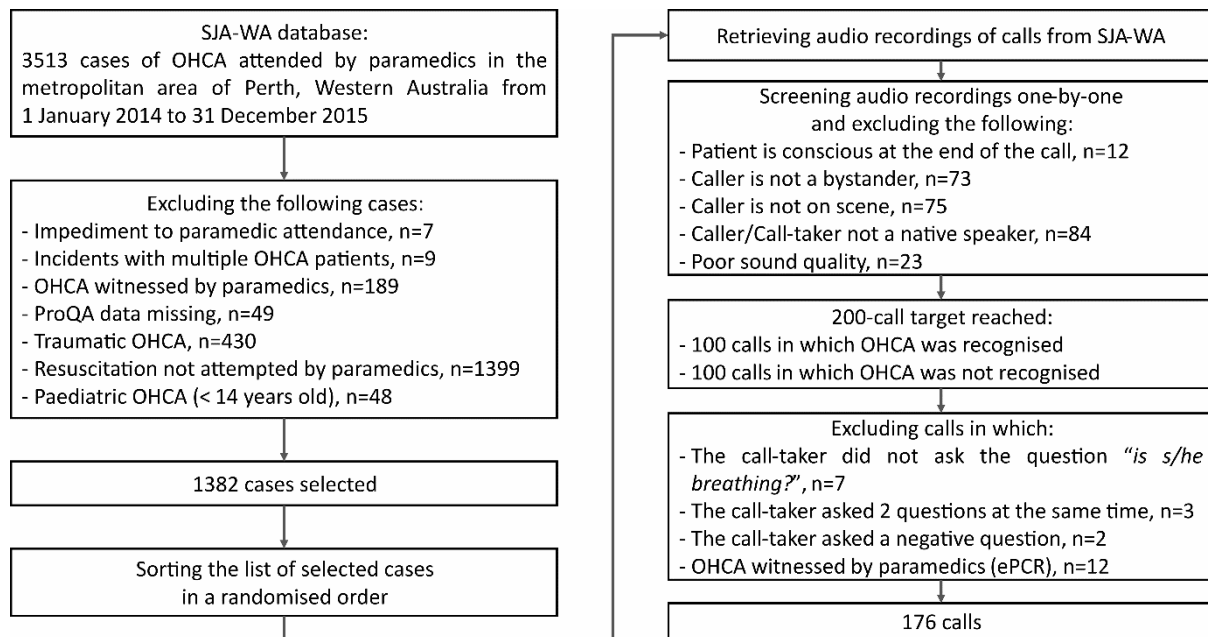 SJA-WA database:
3513 cases of OHCA attended by paramedics in the
metropolitan area of Perth, Western Australia from
1 January 2014 to 31 December 2015
Excluding the following cases:
- Impediment to paramedic attendance, n=7
- Incidents with multiple OHCA patients, n=9
- OHCA witnessed by paramedics, n=189
- ProQA data missing, n=49
- Traumatic OHCA, n=430
- Resuscitation not attempted by paramedics, n=1399
- Paediatric OHCA (< 14 years old), n=48
1382 cases selected
Sorting the list of selected cases
in a randomised order
Retrieving audio recordings of calls from SJA-WA
Screening audio recordings one-by-one
and excluding the following:
- Patient is conscious at the end of the call, n=12
- Caller is not a bystander, n=73
- Caller is not on scene, n=75
- Caller/Call-taker not a native speaker, n=84
- Poor sound quality, n=23
200-call target reached:
- 100 calls in which OHCA was recognised
- 100 calls in which OHCA was not recognised
Excluding calls in which:
- The call-taker did not ask the question “is s/he
breathing?”, n=7
- The call-taker asked 2 questions at the same time, n=3
- The call-taker asked a negative question, n=2
- OHCA witnessed by paramedics (ePCR), n=12
176 calls